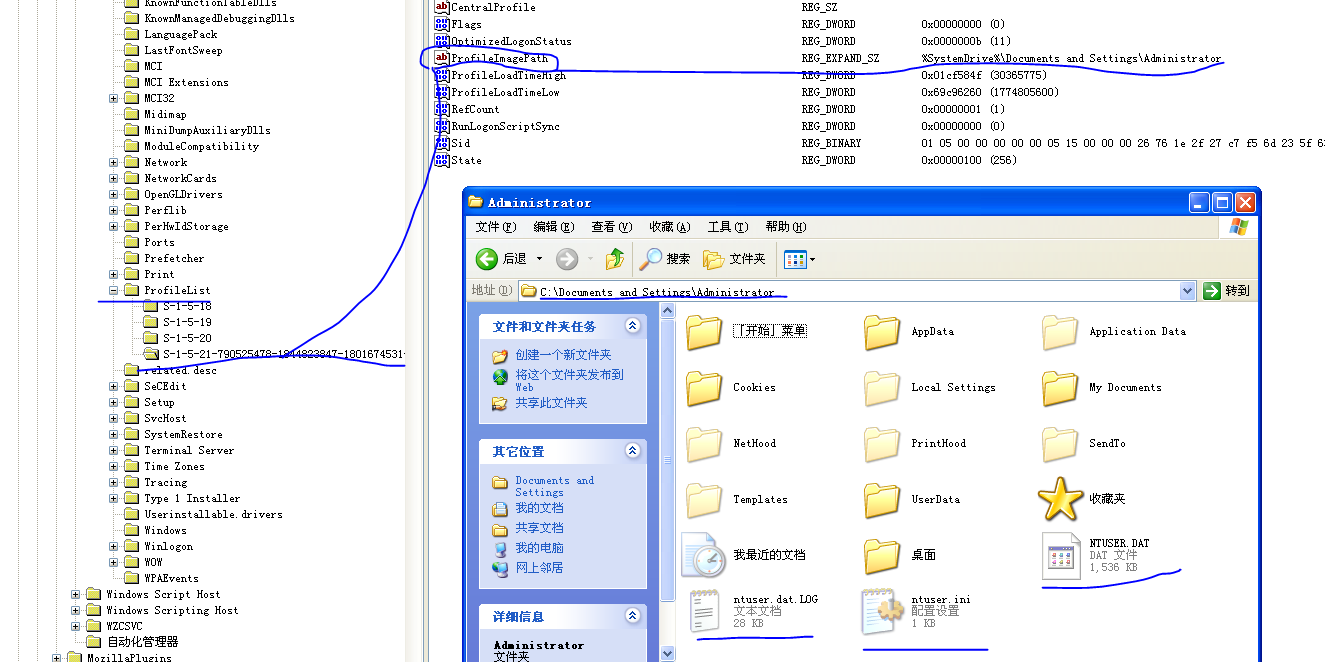 KnownFunctionTableDlls
KnownManagedDebuggingDlls
LanguagePack
LastFontSweep
MCI
MCI Extensions
MCI32
Midimap
MiniDumpAuxiliaryDlls
ModuleCompatibility
Network
NetworkCards
OpenGLDrivers
Perflib
PerHwIdStorage
Ports
Prefetcher
Print
ProfileList
S-1-5-18
S-1-5-19
S-1-5-20
S-1-5-21-790525478-1844823847-1801674531-
related.desc
SeCEdit
Setup
SvcHost
SystemRestore
Terminal Server
Time Zones
Tracing
Type 1 Installer
Userinstallable.drivers
Windows
Winlogon
WOW
WPAEvents
Windows Script Host
Windows Scripting Host
WZCSVC
自动化管理器
MozillaPlugins
CentralProfile REG_SZ
Flags REG_DWORD 0x00000000 (0)
OptimizedLogonStatus REG_DWORD 0x0000000b (11)
ProfileImagePath REG_EXPAND_SZ %SystemDrive%\Documents and Settings\Administrator
ProfileLoadTimeHigh REG_DWORD 0x01cf584f (30365775)
ProfileLoadTimeLow REG_DWORD 0x69c96260 (1774805600)
RefCount REG_DWORD 0x00000001 (1)
RunLogonScriptSync REG_DWORD 0x00000000 (0)
Sid REG_BINARY 01 05 00 00 00 00 00 05 15 00 00 00 26 76 1e 2f 27 c7 f5 6d 23 5f 6
State REG_DWORD 0x00000100 (256)
Administrator
文件(F) 编辑(E) 查看(V) 收藏(A) 工具(T) 帮助(H)
后退 搜索 文件夹
地址(D) C:\Documents and Settings\Administrator 转到
文件和文件夹任务
创建一个新文件夹
将这个文件夹发布到
Web
共享此文件夹
其它位置
Documents and
Settings
我的文档
共享文档
我的电脑
网上邻居
详细信息
Administrator
文件夹
「开始」菜单 AppData Application Data
Cookies Local Settings My Documents
NetHood PrintHood SendTo
Templates UserData 收藏夹
我最近的文档 桌面 NTUSER.DAT
DAT 文件
1,536 KB
ntuser.dat.LOG
文本文档
28 KB
ntuser.ini
配置设置
1 KB